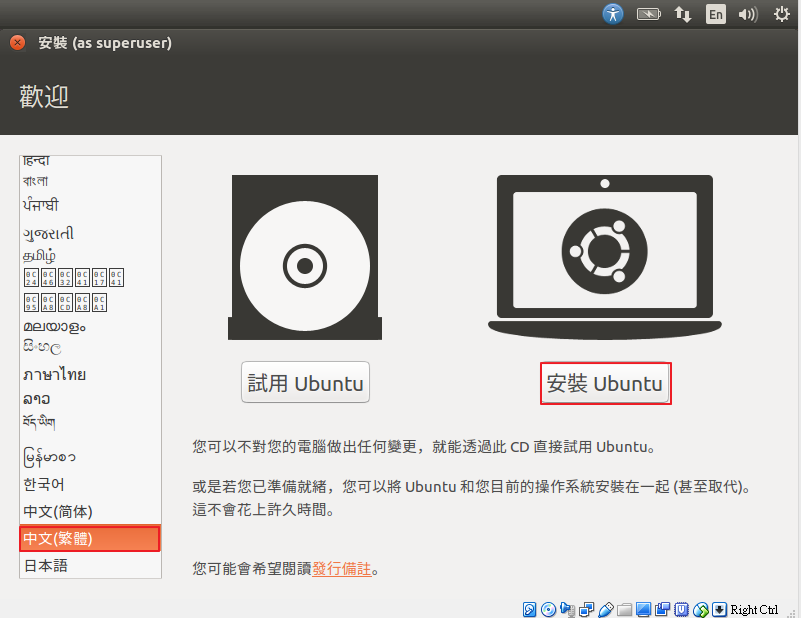 En
安裝 (as superuser)
歡迎
हिन्दी
বাংলা
ਪੰਜਾਬੀ
ગુજરાતી
தமிழ்
മലയാളം
සිංහල
ภาษาไทย
ລາວ
བོད་ཡིག
မြန်မာစာ
한국어
中文(简体)
中文(繁體)
日本語
試用 Ubuntu
安裝 Ubuntu
您可以不對您的電腦做出任何變更，就能透過此 CD 直接試用 Ubuntu。
或是若您已準備就緒，您可以將 Ubuntu 和您目前的操作系統安裝在一起 (甚至取代)。
這不會花上許久時間。
您可能會希望閱讀發行備註。
Right Ctrl